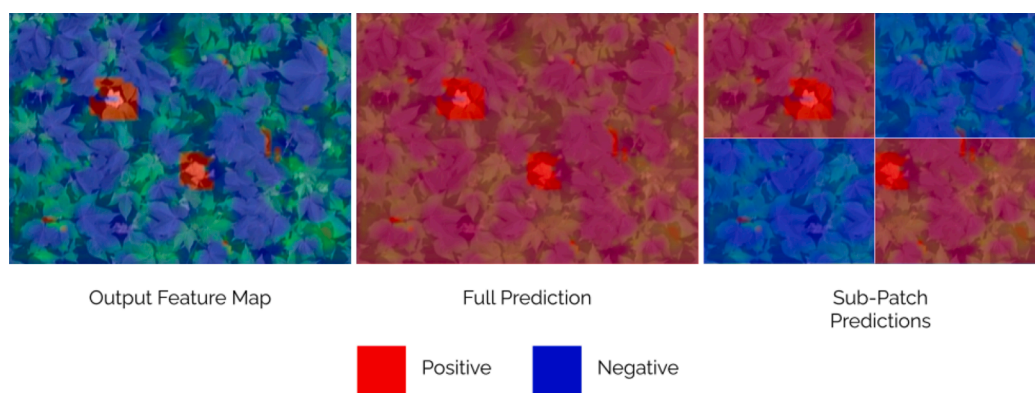 Output Feature Map
Full Prediction
Sub-Patch
Predictions
Positive
Negative